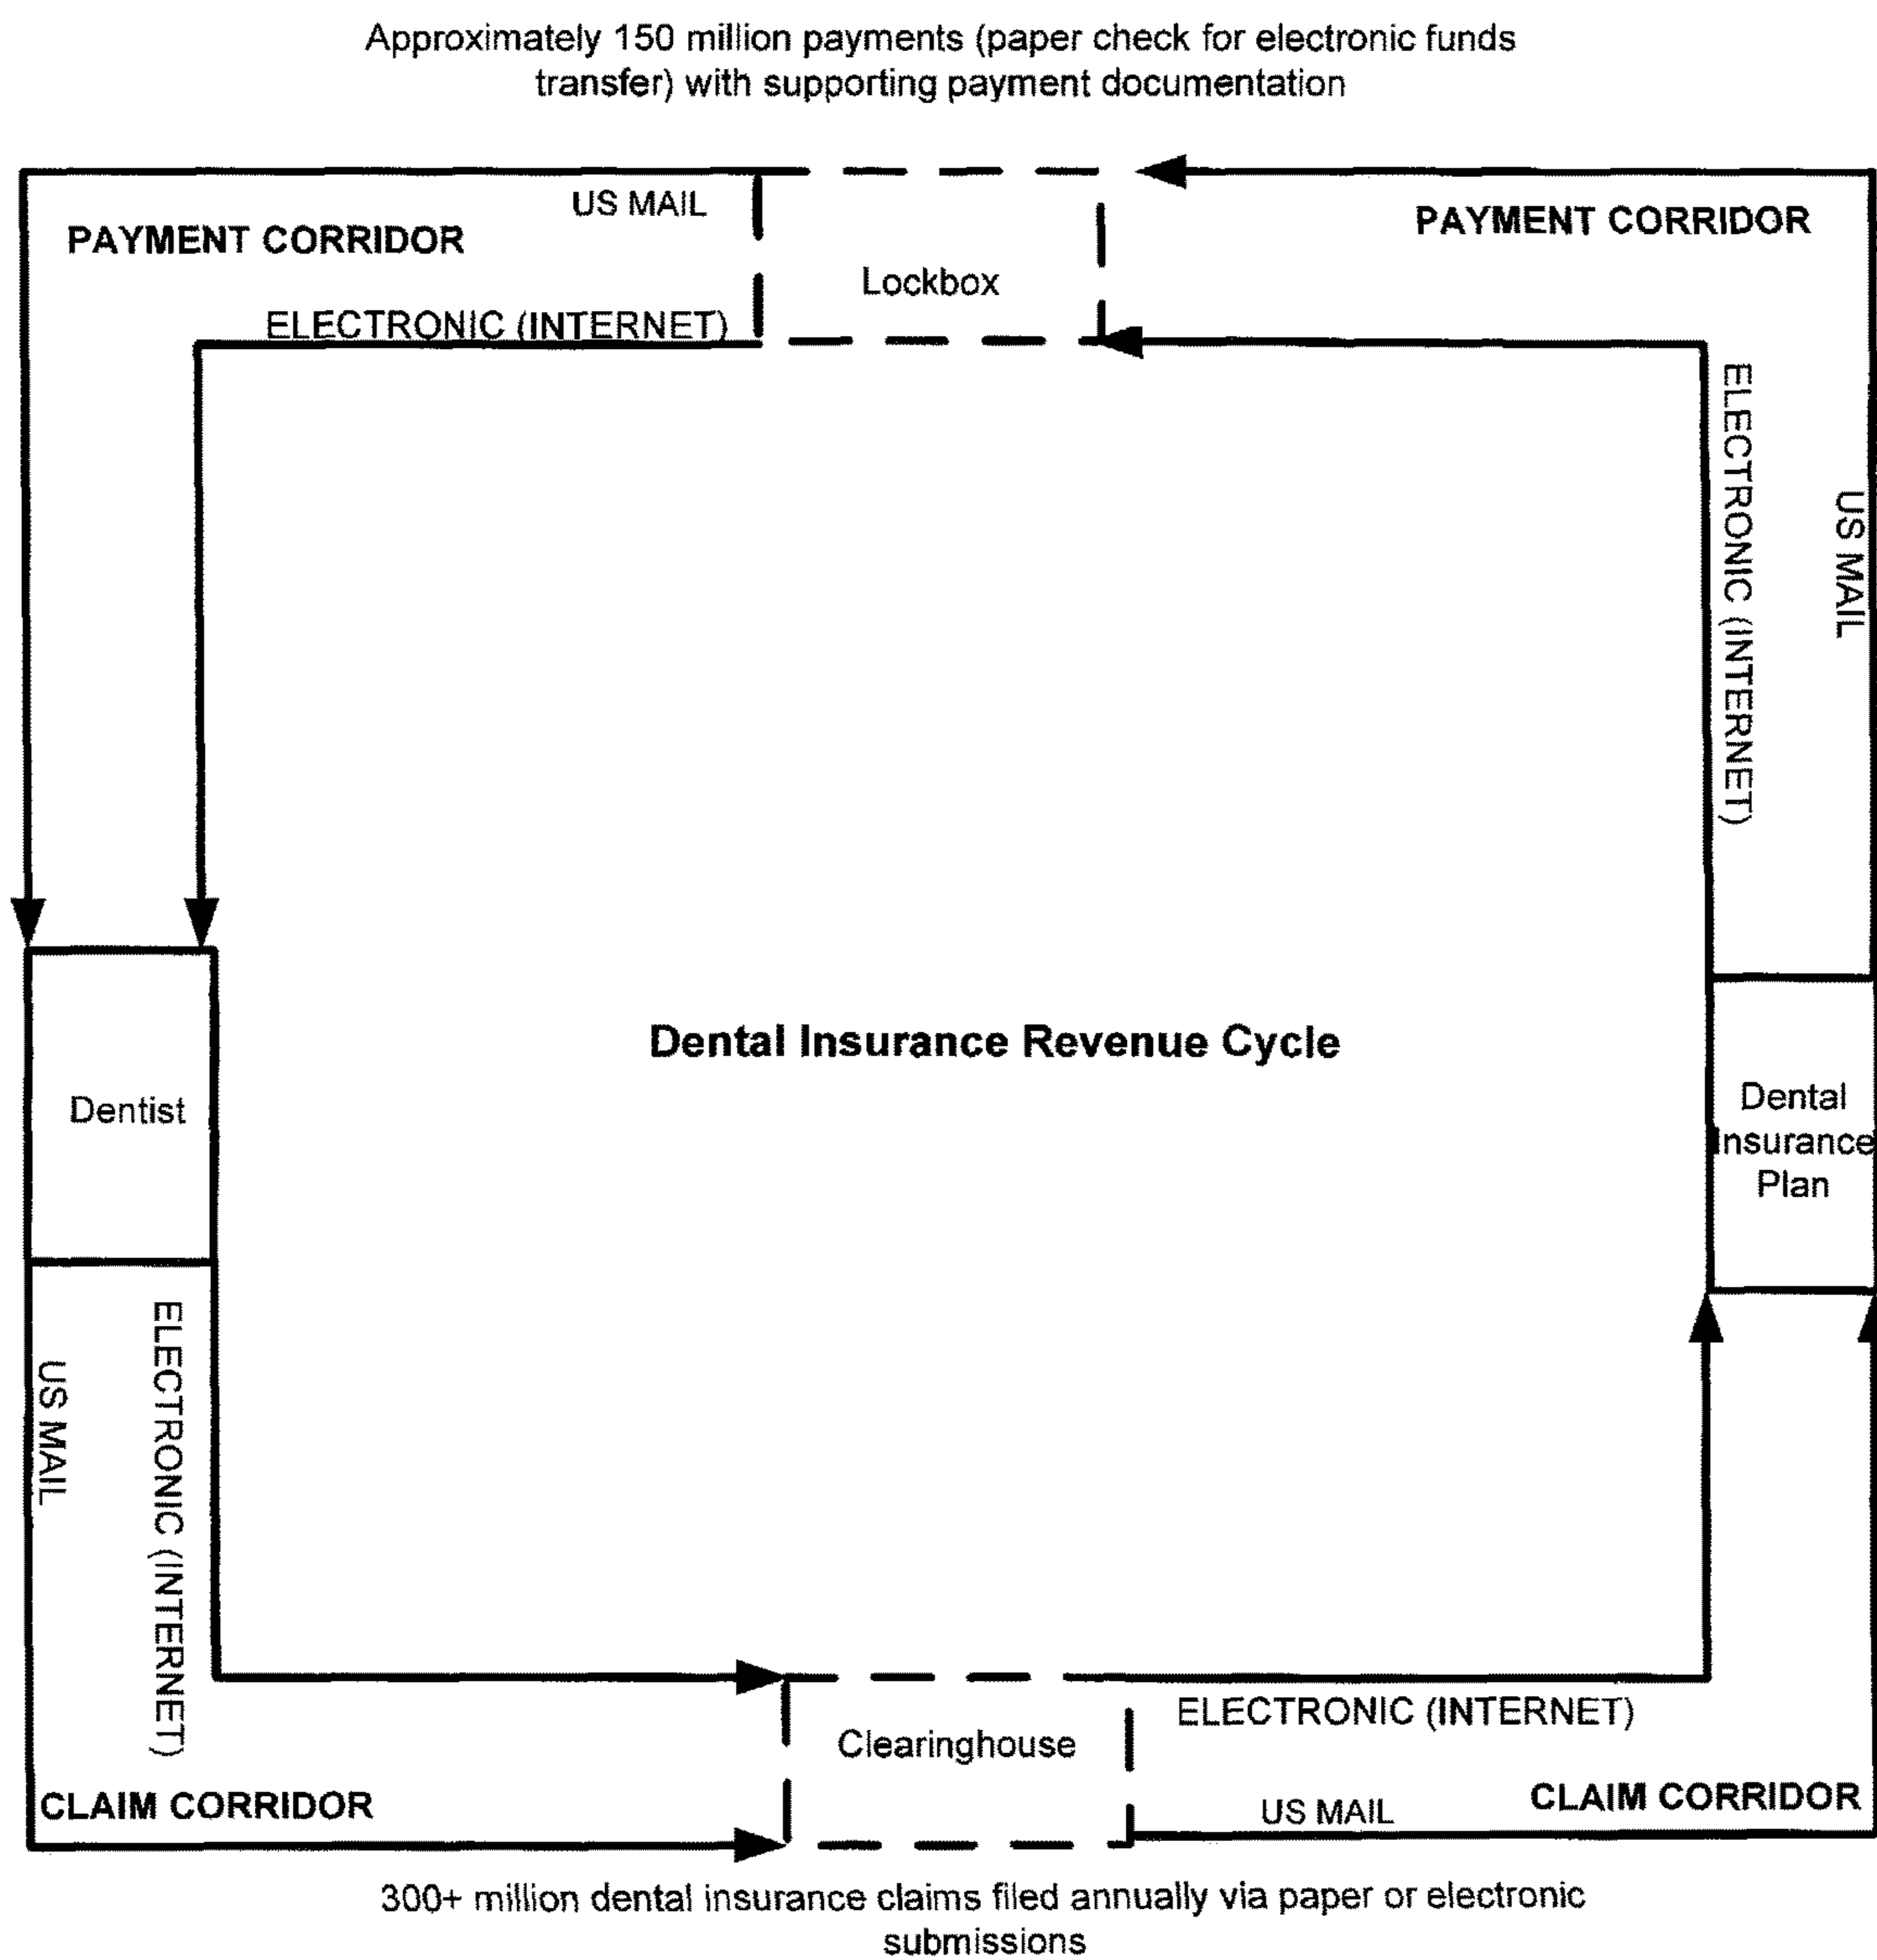 Approximately 150 million payments (paper check for electronic funds
transfer) with supporting payment documentation
US MAIL
PAYMENT CORRIDOR
PAYMENT CORRIDOR
Lockbox
ELECTRONIC (INTERNET)
ELECTRONIC (INTERNET)
US MAIL
Dental Insurance Revenue Cycle
Dentist
Dental
Insurance
Plan
US MAIL
ELECTRONIC (INTERNET)
ELECTRONIC (INTERNET)
Clearinghouse
CLAIM CORRIDOR
US MAIL
CLAIM CORRIDOR
300+ million dental insurance claims filed annually via paper or electronic
submissions